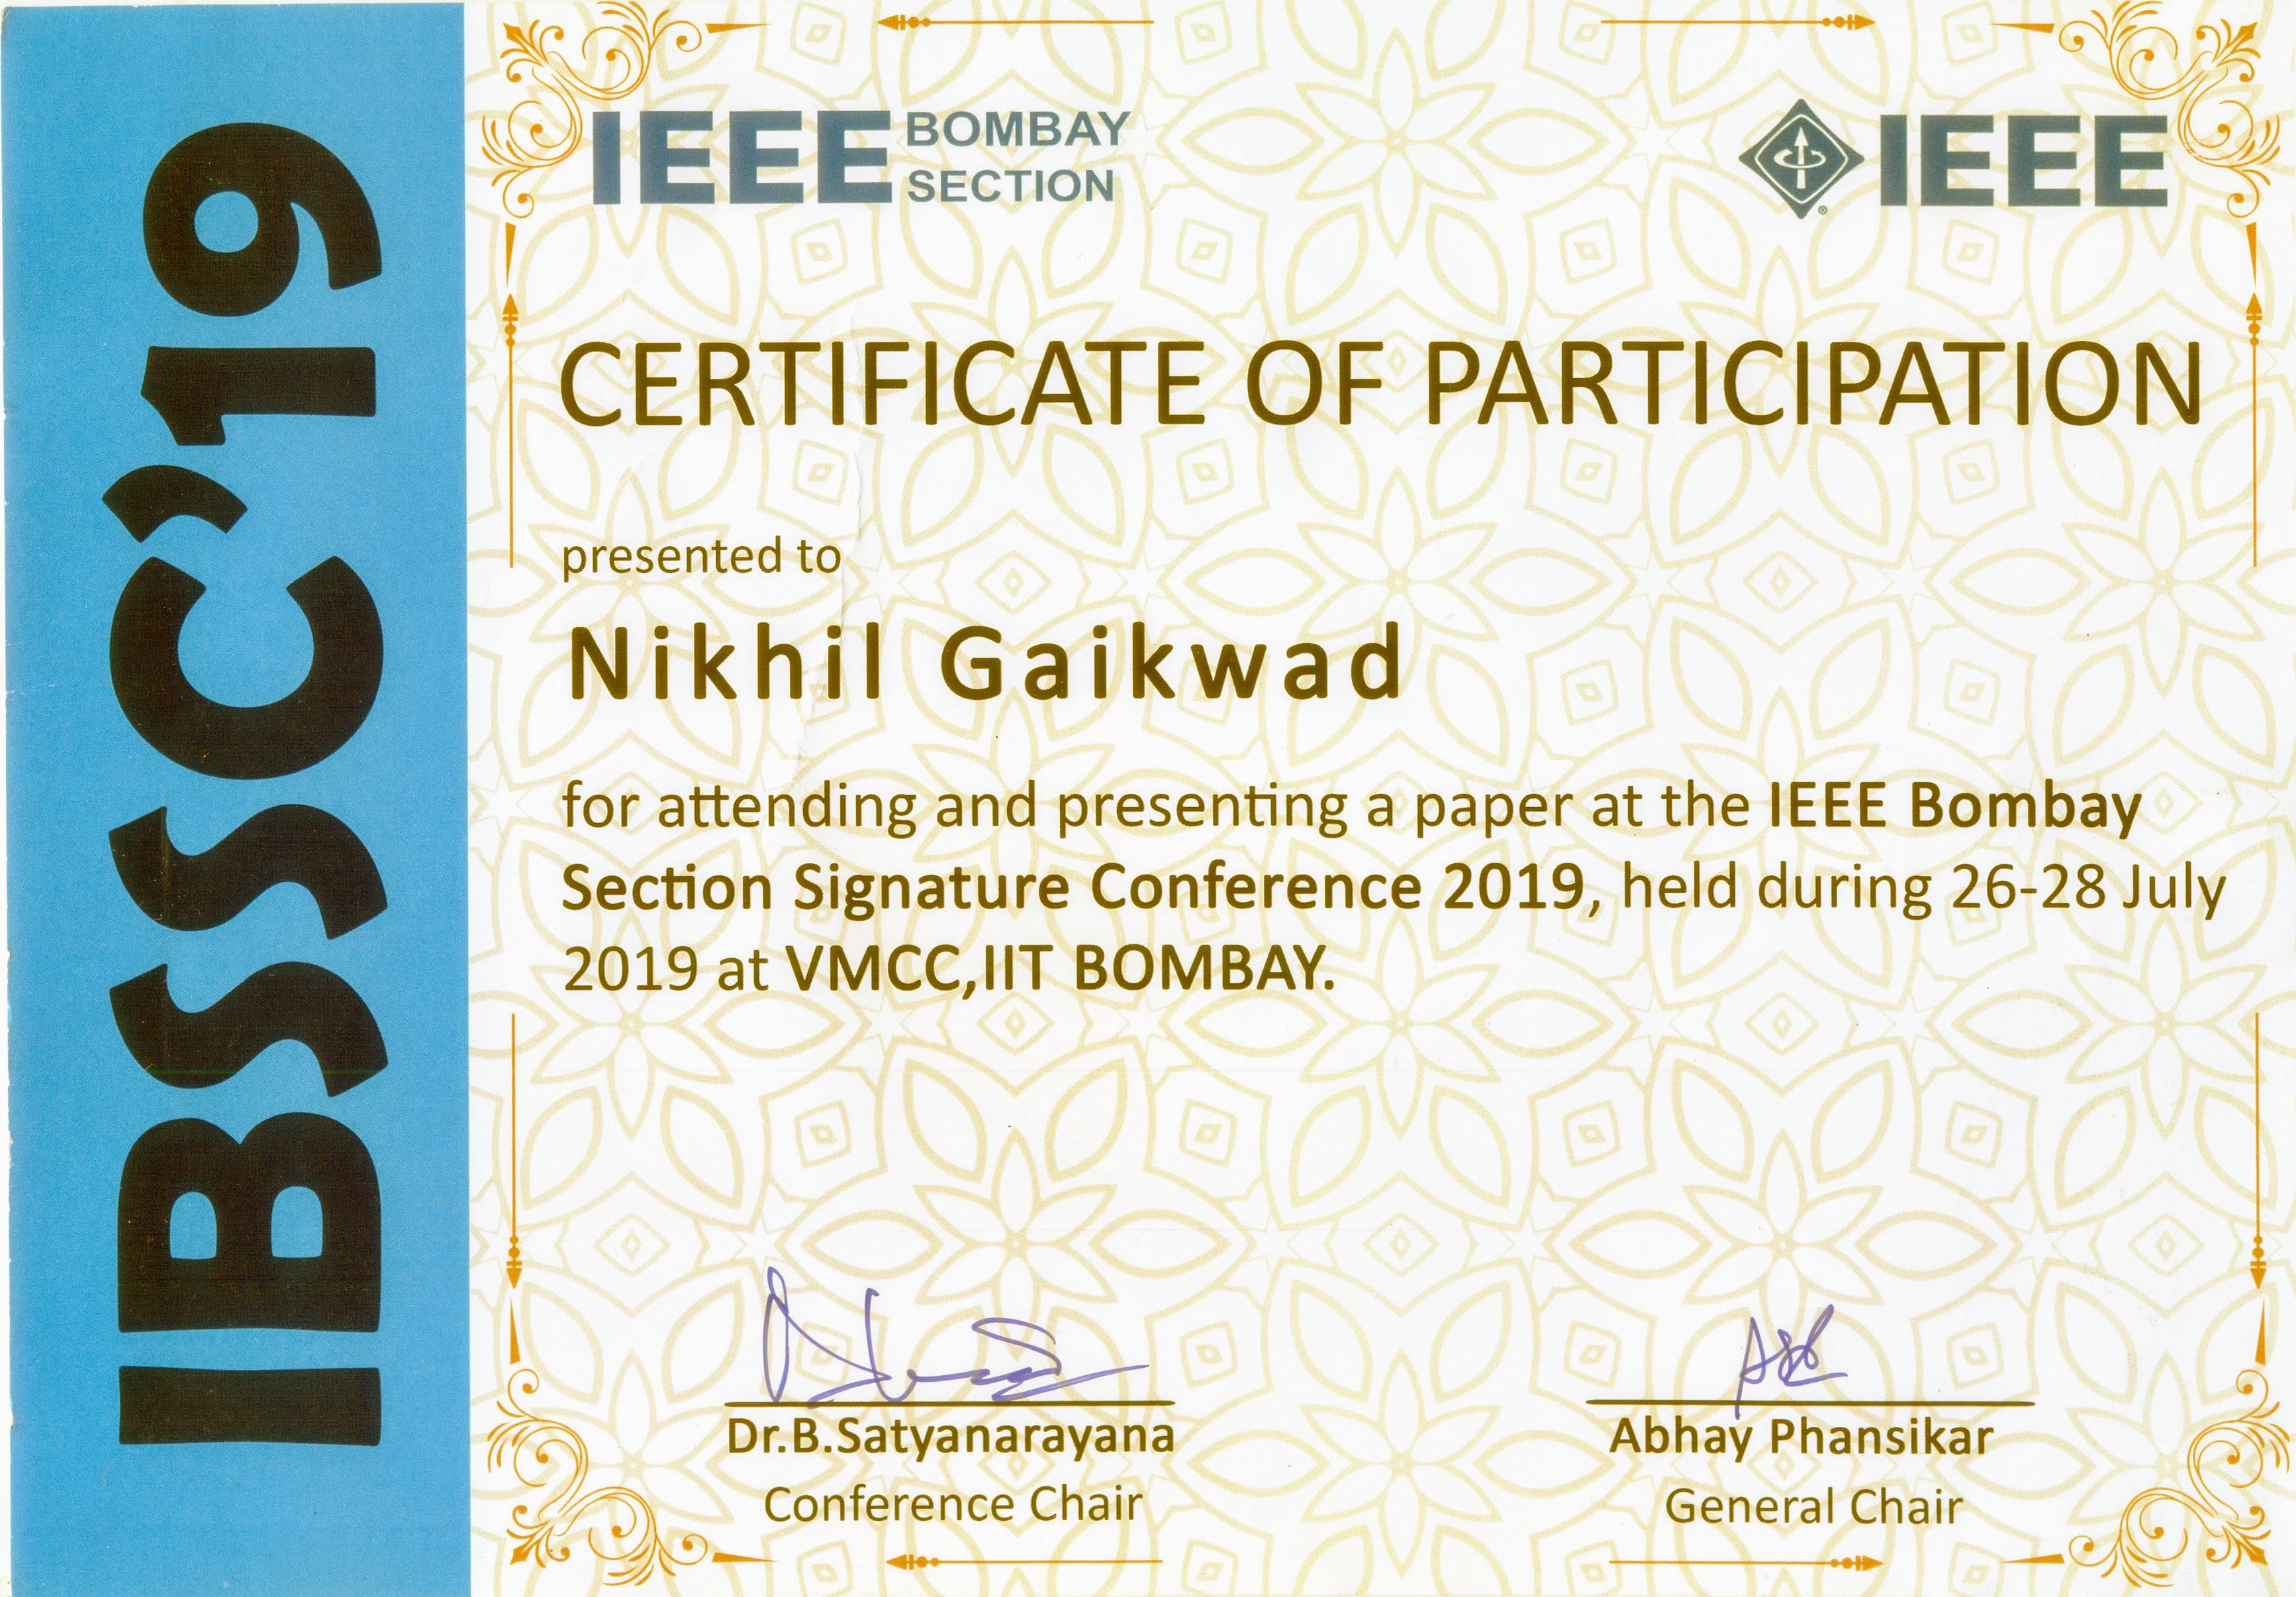 IBSSC’19
IEEE BOMBAY SECTION
IEEE
CERTIFICATE OF PARTICIPATION
presented to
Nikhil Gaikwad
for attending and presenting a paper at the IEEE Bombay
Section Signature Conference 2019, held during 26-28 July
2019 at VMCC,IIT BOMBAY.
Dr.B.Satyanarayana
Conference Chair
Abhay Phansikar
General Chair